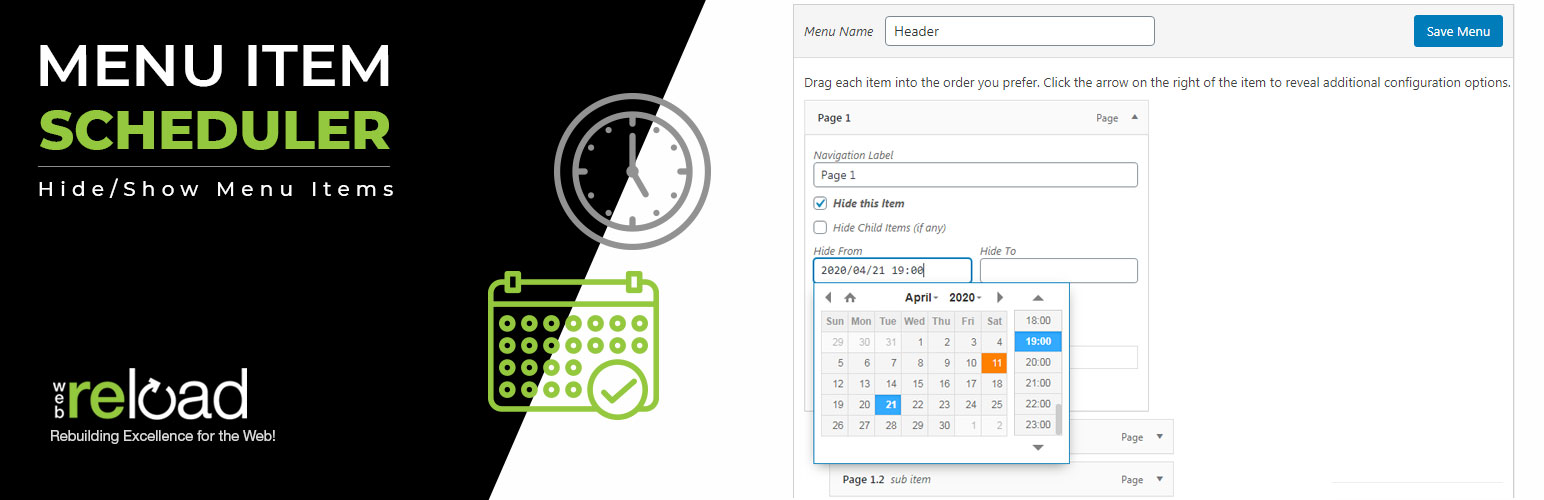 MENU ITEM
SCHEDULER
Hide/Show Menu Items
web reload
Rebuilding Excellence for the Web!
Menu Name Header Save Menu
Drag each item into the order you prefer. Click the arrow on the right of the item to reveal additional configuration options.
Page 1 Page
Navigation Label
Page 1
Hide this Item
Hide Child Items (if any)
Hide From Hide To
2020/04/21 19:00
April 2020
Sun Mon Tue Wed Thu Fri Sat 18:00
29 30 31 1 2 3 4 19:00
5 6 7 8 9 10 11 20:00
12 13 14 15 16 17 18 21:00
19 20 21 22 23 24 25 22:00
26 27 28 29 30 1 2 23:00
Page
Page 1.2 sub item Page